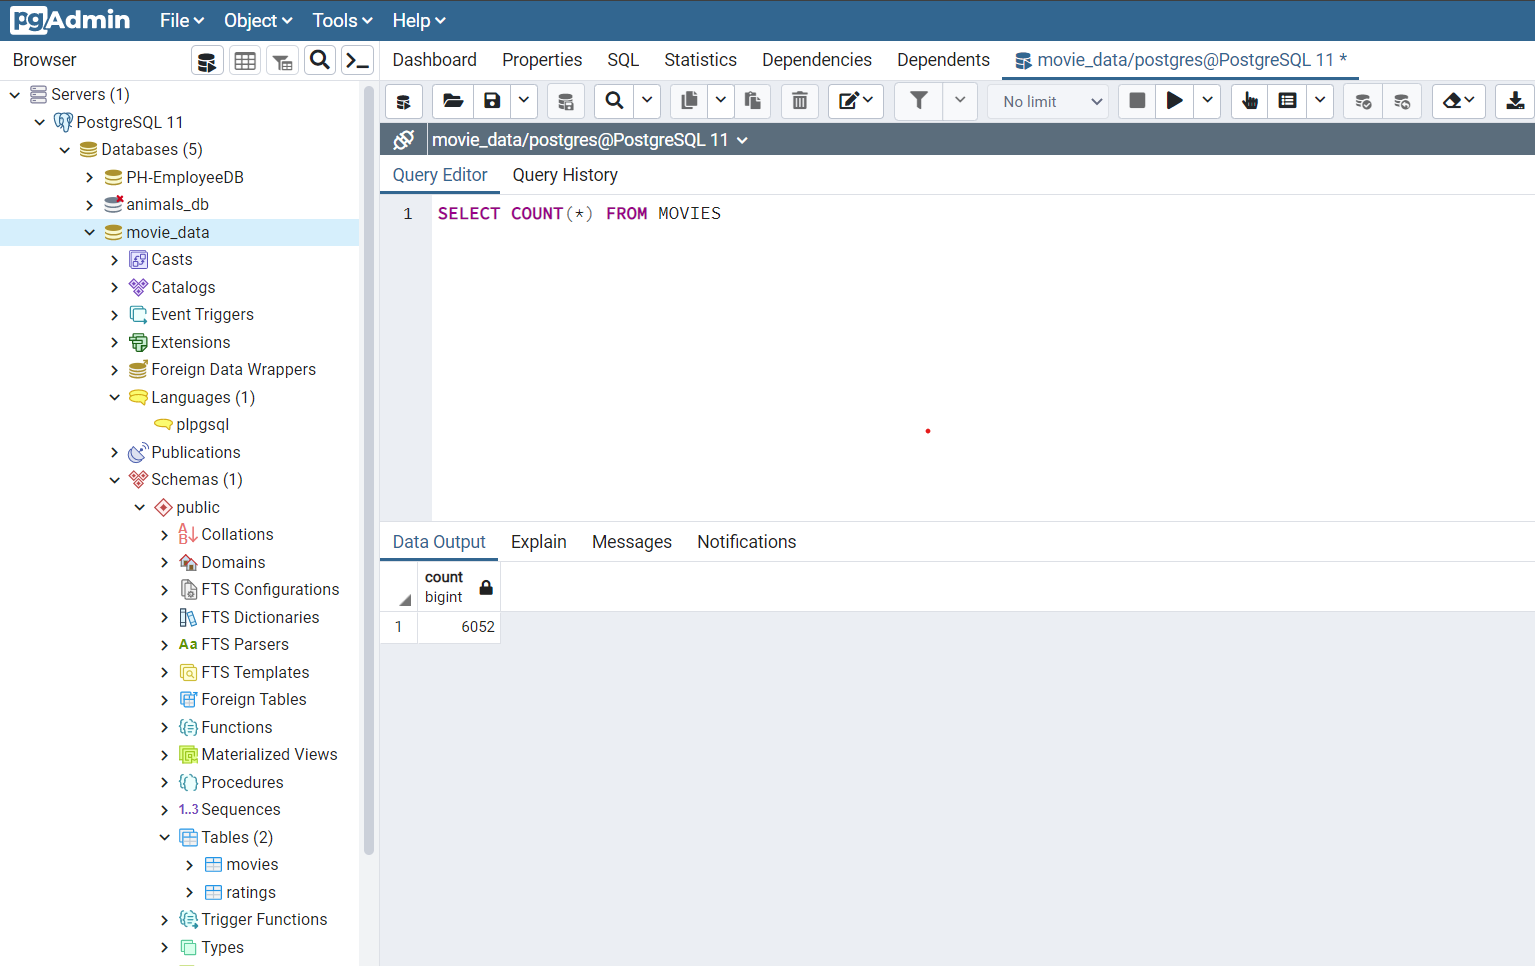 pgAdmin
File Object Tools Help
Browser
Dashboard Properties SQL Statistics Dependencies Dependents movie_data/postgres@PostgreSQL 11 *
No limit
movie_data/postgres@PostgreSQL 11
Query Editor Query History
1 SELECT COUNT(*) FROM MOVIES
Data Output Explain Messages Notifications
count
bigint
1 6052
Servers (1)
PostgreSQL 11
Databases (5)
PH-EmployeeDB
animals_db
movie_data
Casts
Catalogs
Event Triggers
Extensions
Foreign Data Wrappers
Languages (1)
plpgsql
Publications
Schemas (1)
public
Collations
Domains
FTS Configurations
FTS Dictionaries
Aa FTS Parsers
FTS Templates
Foreign Tables
Functions
Materialized Views
Procedures
1..3 Sequences
Tables (2)
movies
ratings
Trigger Functions
Types